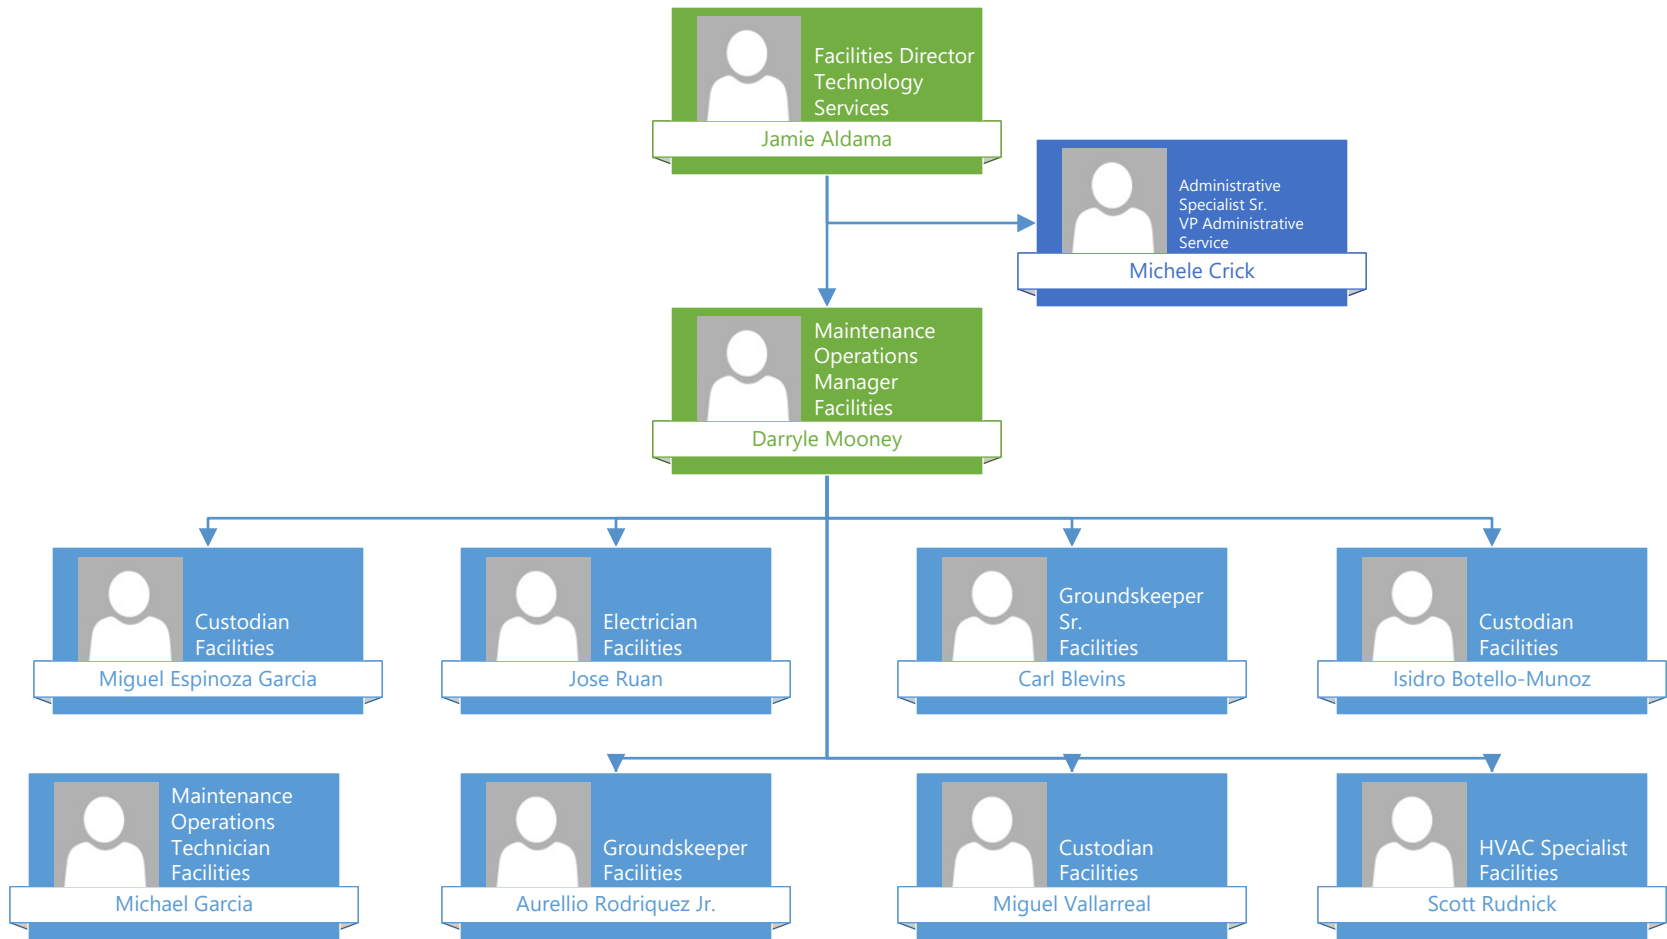 Facilities Director
Technology
Services
Jamie Aldama
Administrative
Specialist Sr.
VP Administrative
Service
Michele Crick
Maintenance
Operations
Manager
Facilities
Darryle Mooney
Custodian
Facilities
Miguel Espinoza Garcia
Electrician
Facilities
Jose Ruan
Groundskeeper
Sr.
Facilities
Carl Blevins
Custodian
Facilities
Isidro Botello-Munoz
Maintenance
Operations
Technician
Facilities
Michael Garcia
Groundskeeper
Facilities
Aurellio Rodriquez Jr.
Custodian
Facilities
Miguel Vallarreal
HVAC Specialist
Facilities
Scott Rudnick